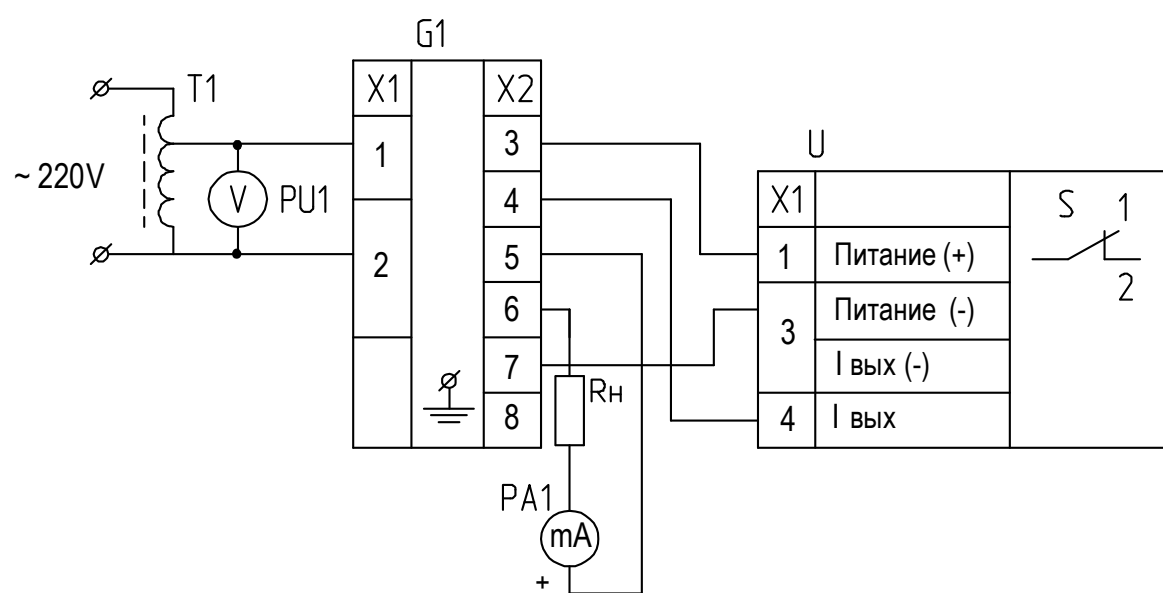 G1
T1
X1
X2
~ 220V
V
PU1
1
2
3
4
5
6
7
8
Rн
PA1
mA
+
U
X1
1
Питание (+)
3
Питание (-)
I вых (-)
4
I вых
S 1
2